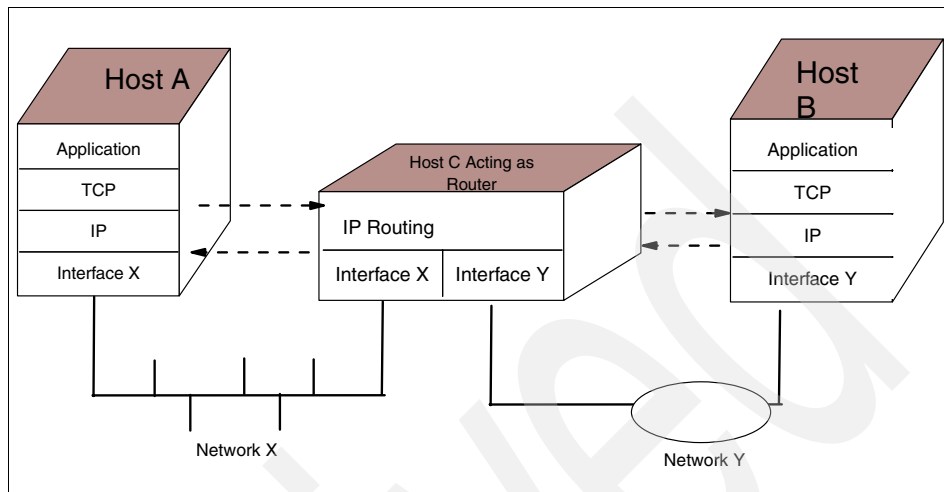 Host A
Application
TCP
IP
Interface X
Host C Acting as
Router
IP Routing
Interface X
Interface Y
Host
B
Application
TCP
IP
Interface Y
Network X
Network Y